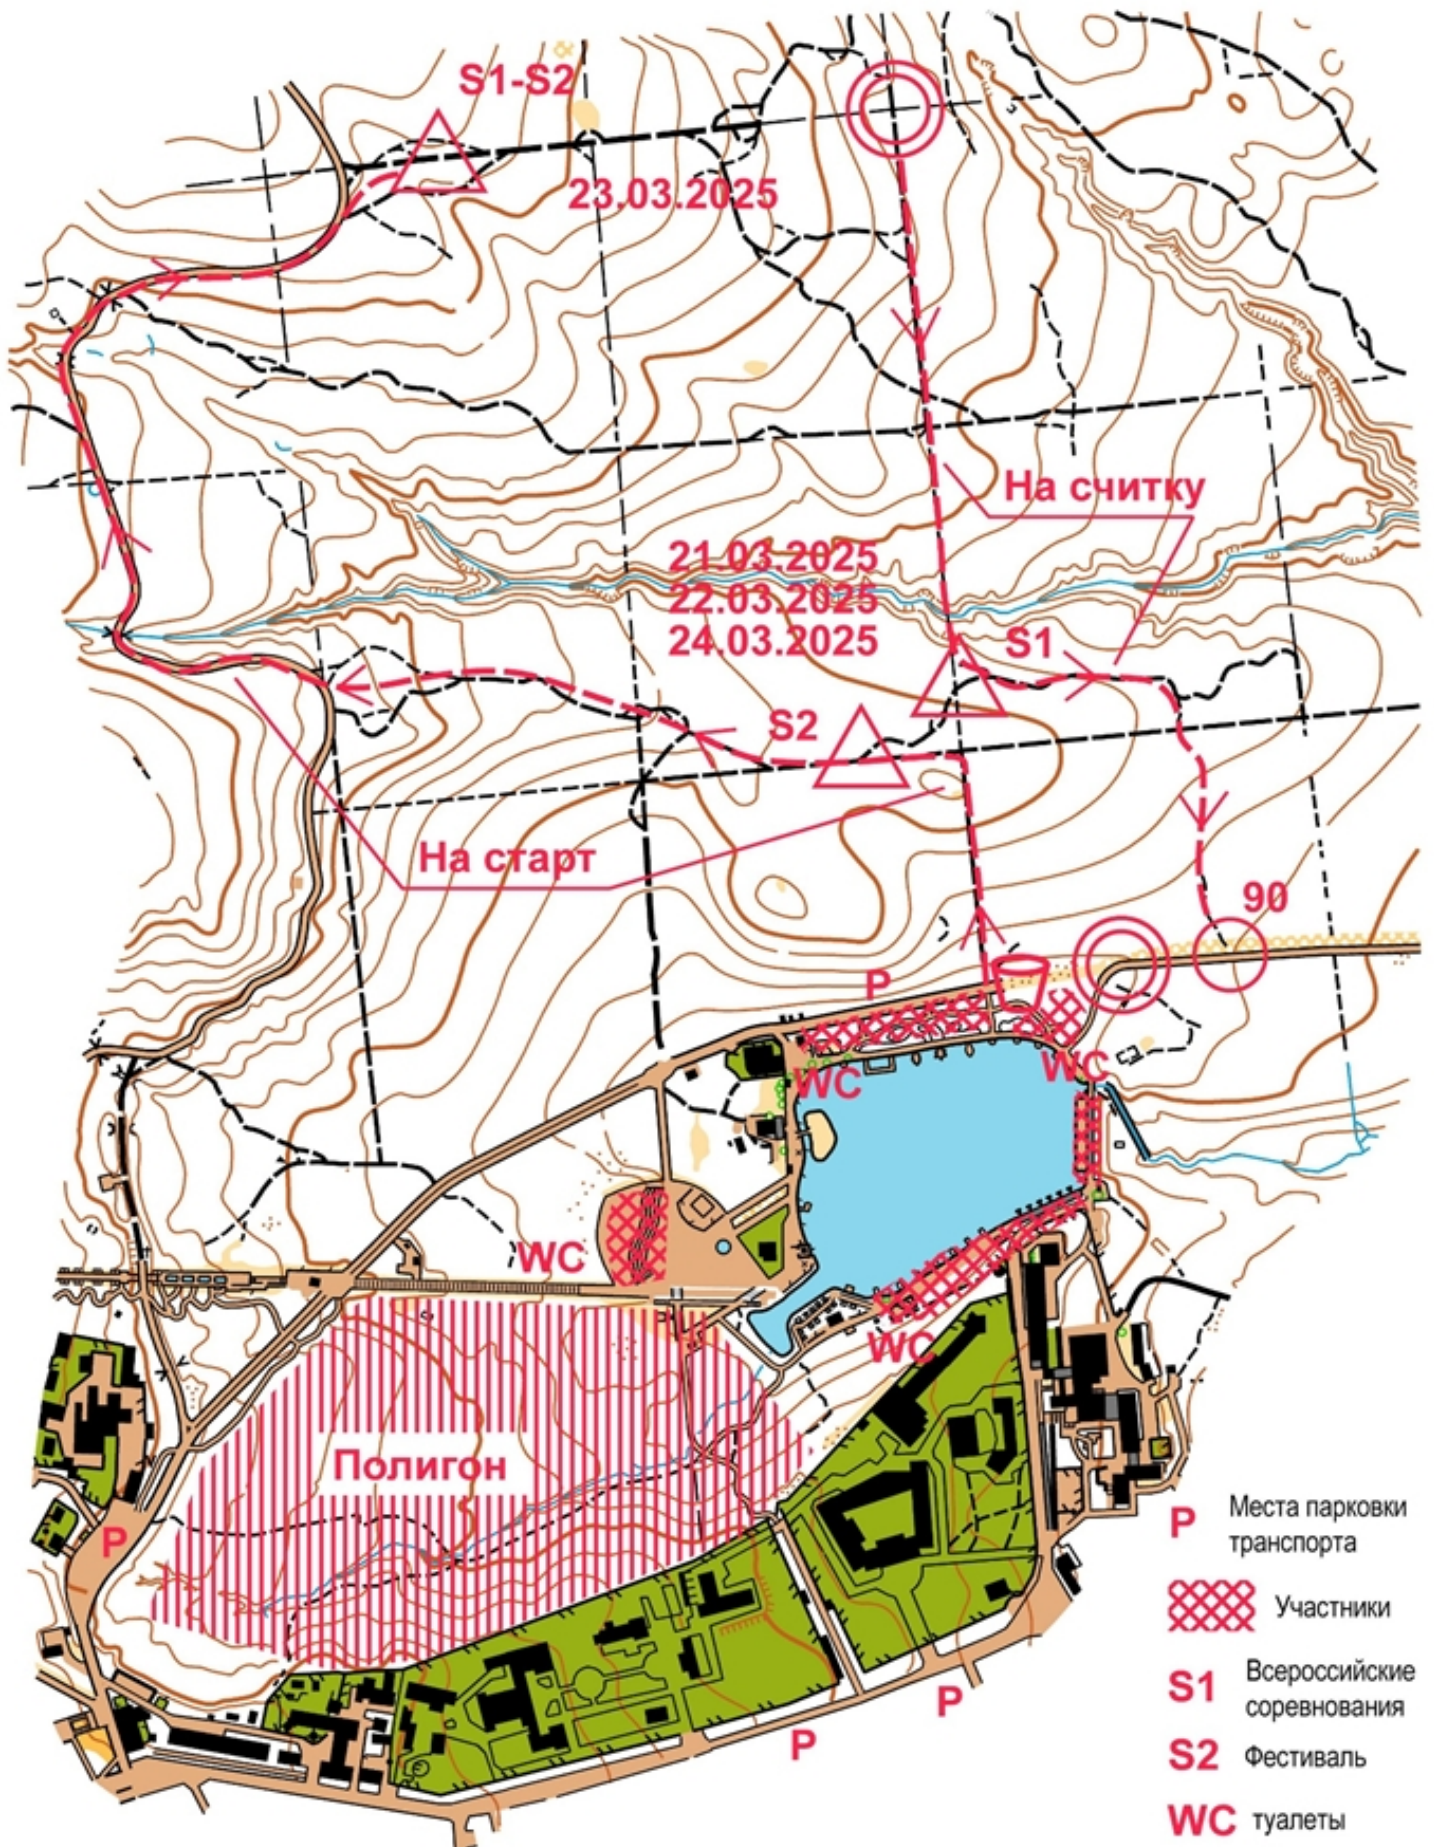 S1-S2
23.03.2025
На считку
21.03.2025
22.03.2025
24.03.2025
S1
S2
На старт
90
P
WC
WC
WC
WC
Полигон
P
P
P
P Места парковки
транспорта
Участники
S1 Всероссийские
соревнования
S2 Фестиваль
WC туалеты